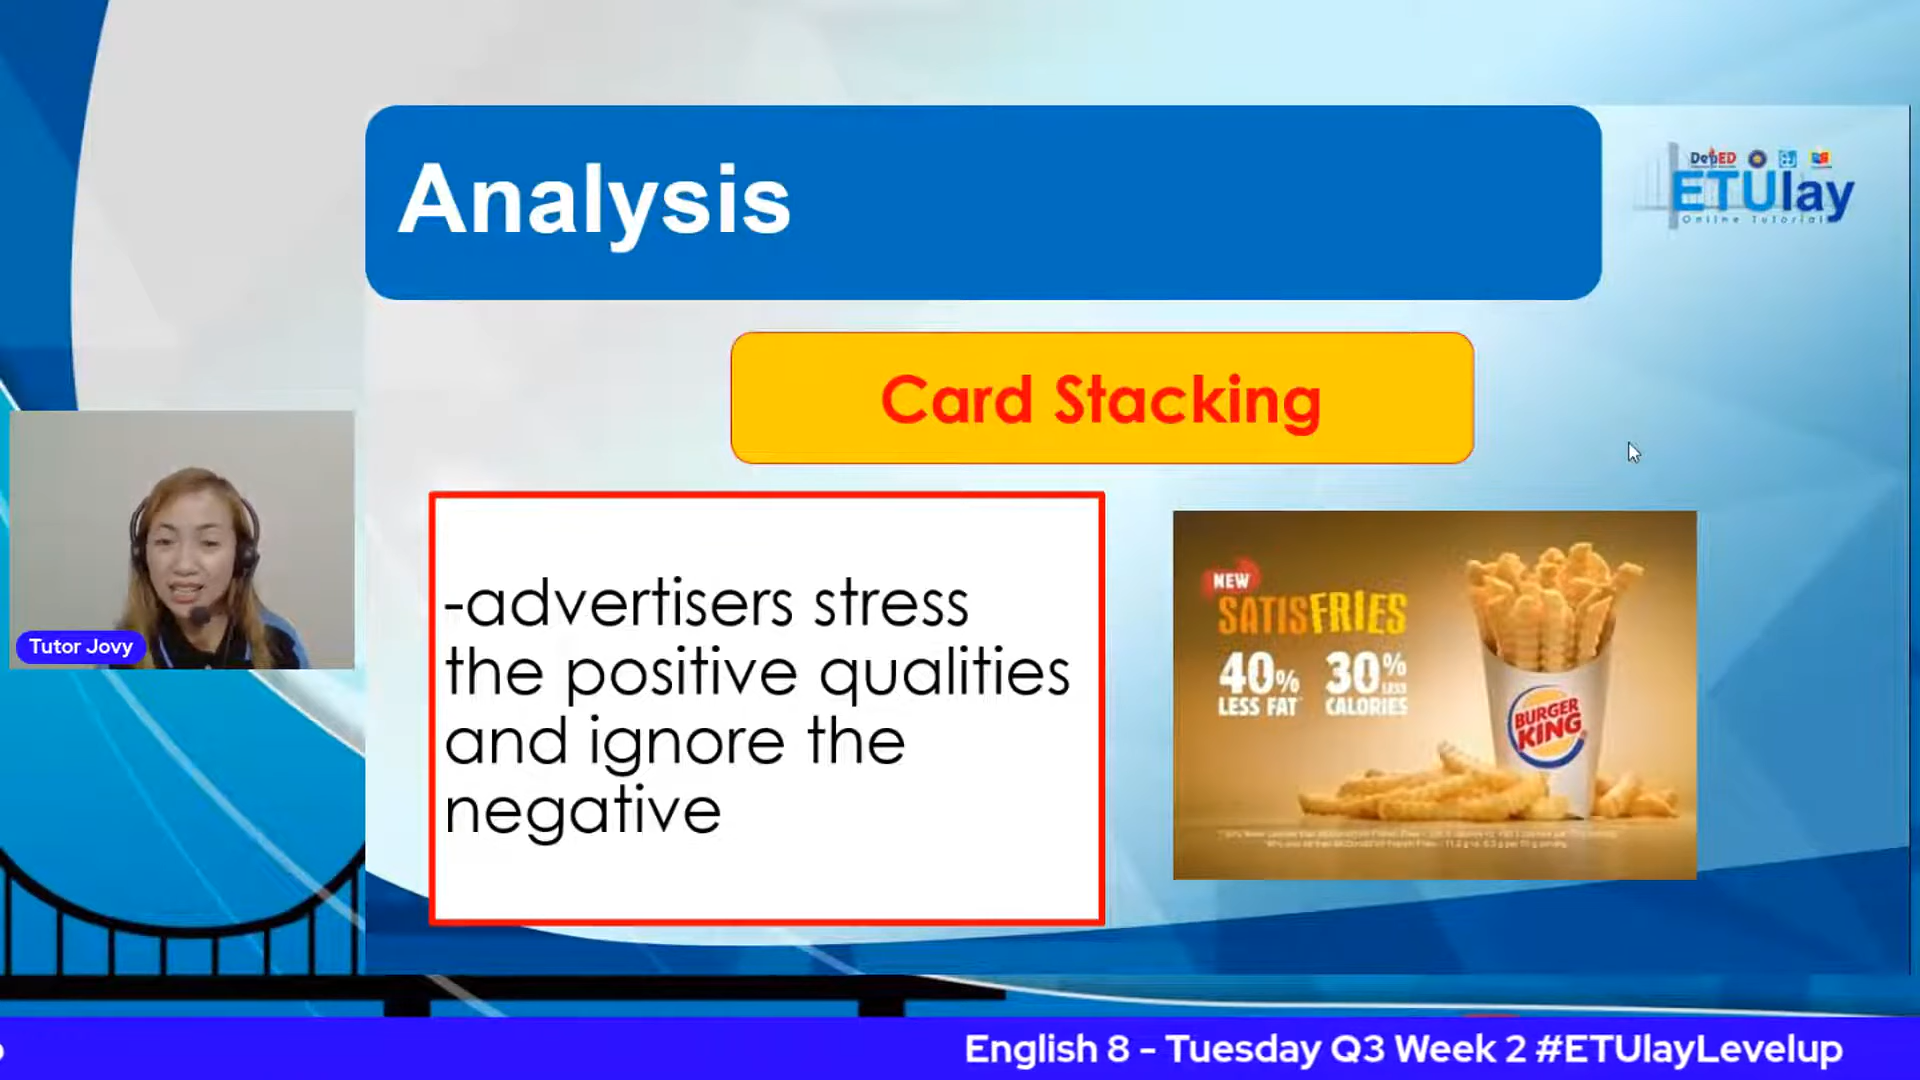 Analysis
DepED
ETUlay
Online Tutorial
Card Stacking
-advertisers stress
the positive qualities
and ignore the
negative
NEW
SATISFRIES
40% 30% LESS
LESS FAT CALORIES
BURGER
KING
Tutor Jovy
English 8 - Tuesday Q3 Week 2 #ETUlayLevelup